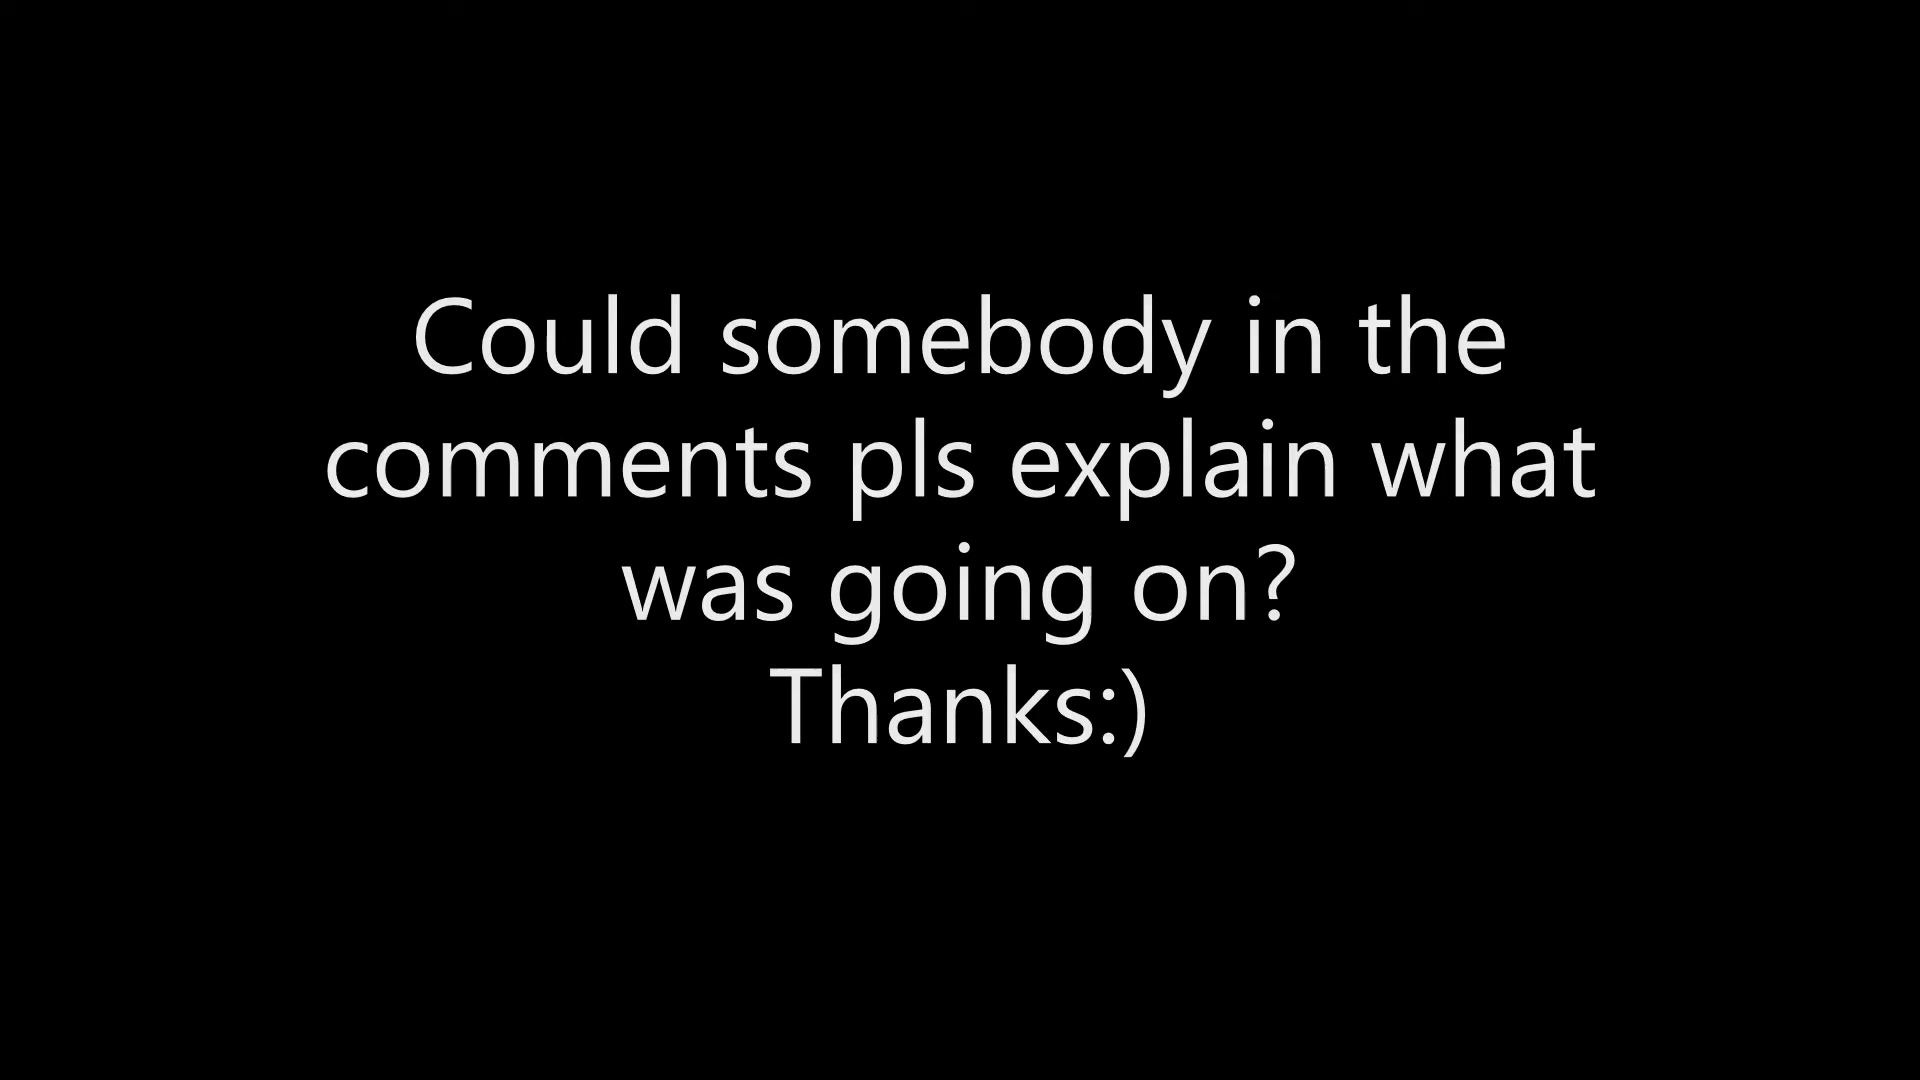 Could somebody in the
comments pls explain what
was going on?
Thanks:)